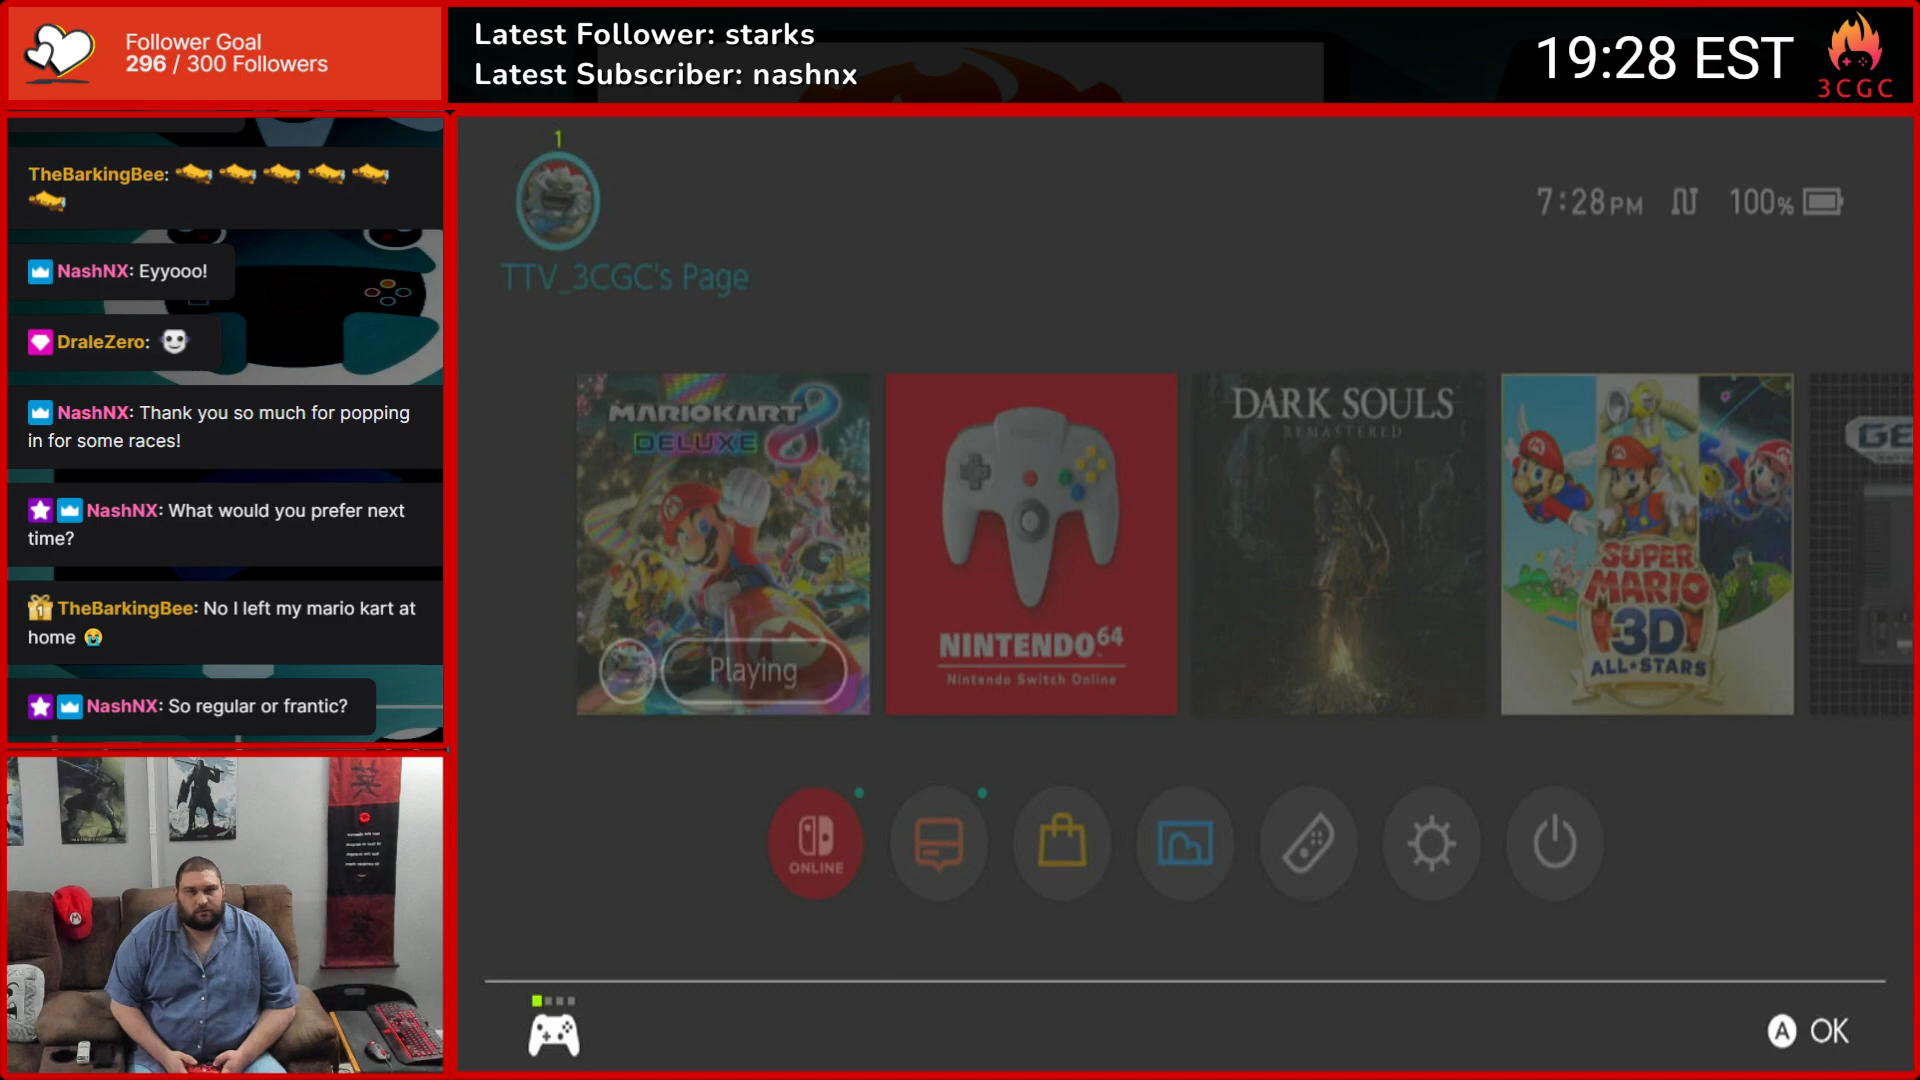 Follower Goal
296 / 300 Followers
Latest Follower: starks
Latest Subscriber: nashnx
19:28 EST
3CGC
TheBarkingBee:
NashNX: Eyyooo!
DraleZero:
NashNX: Thank you so much for popping
in for some races!
NashNX: What would you prefer next
time?
1 TheBarkingBee: No I left my mario kart at
home
NashNX: So regular or frantic?
1
TTV_3CGC's Page
7:28PM 100%
MARIOKART 8
DELUXE
Playing
NINTENDO 64
Nintendo Switch Online
DARK SOULS
REMASTERED
SUPER
MARIO
3D
ALL★STARS
GE
ONLINE
A OK